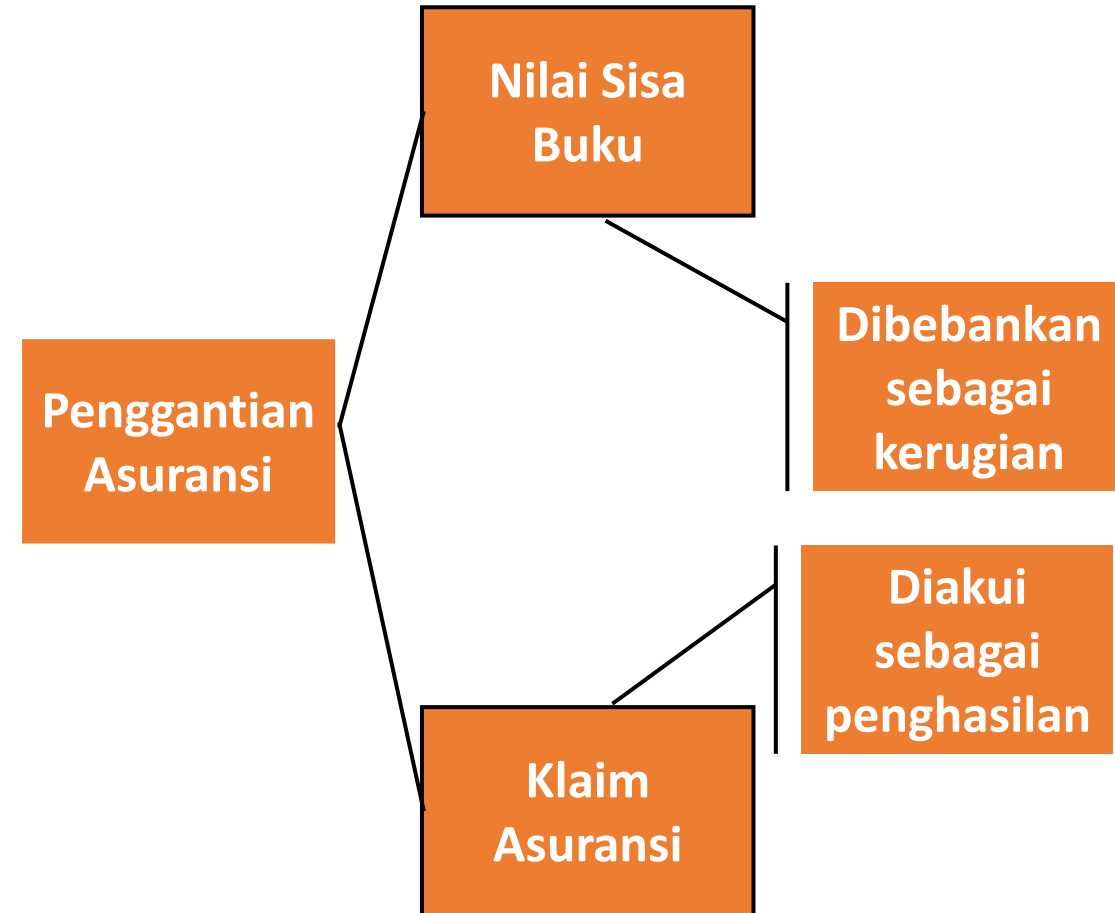 Nilai Sisa
Buku
Dibebankan
sebagai
kerugian
Penggantian
Asuransi
Diakui
sebagai
penghasilan
Klaim
Asuransi